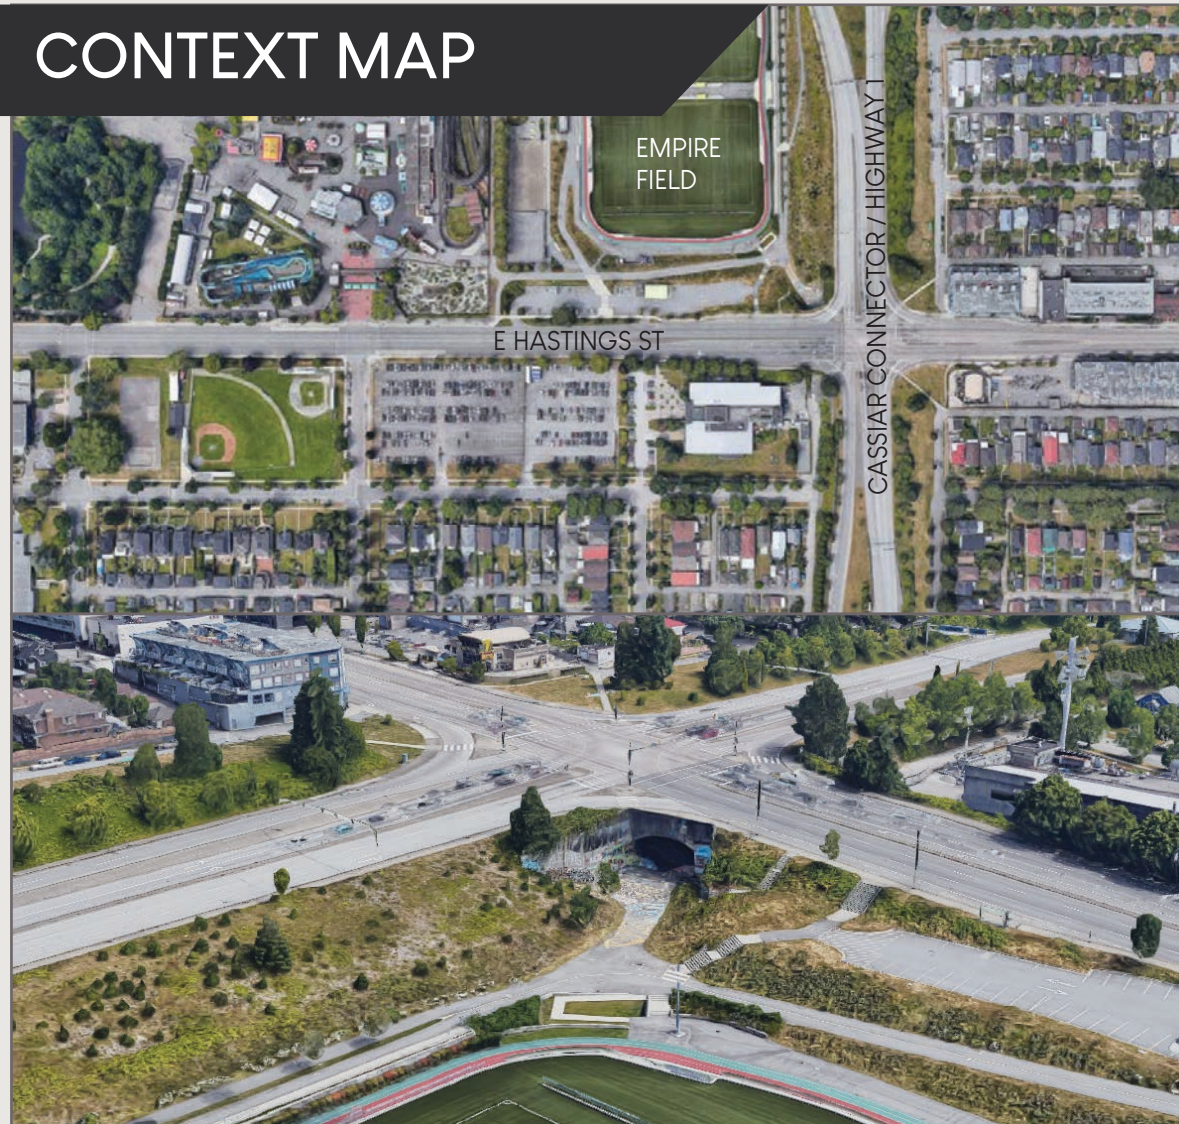 CONTEXT MAP
EMPIRE
FIELD
E HASTINGS ST
CASSIAR CONNECTOR / HIGHWAY 1